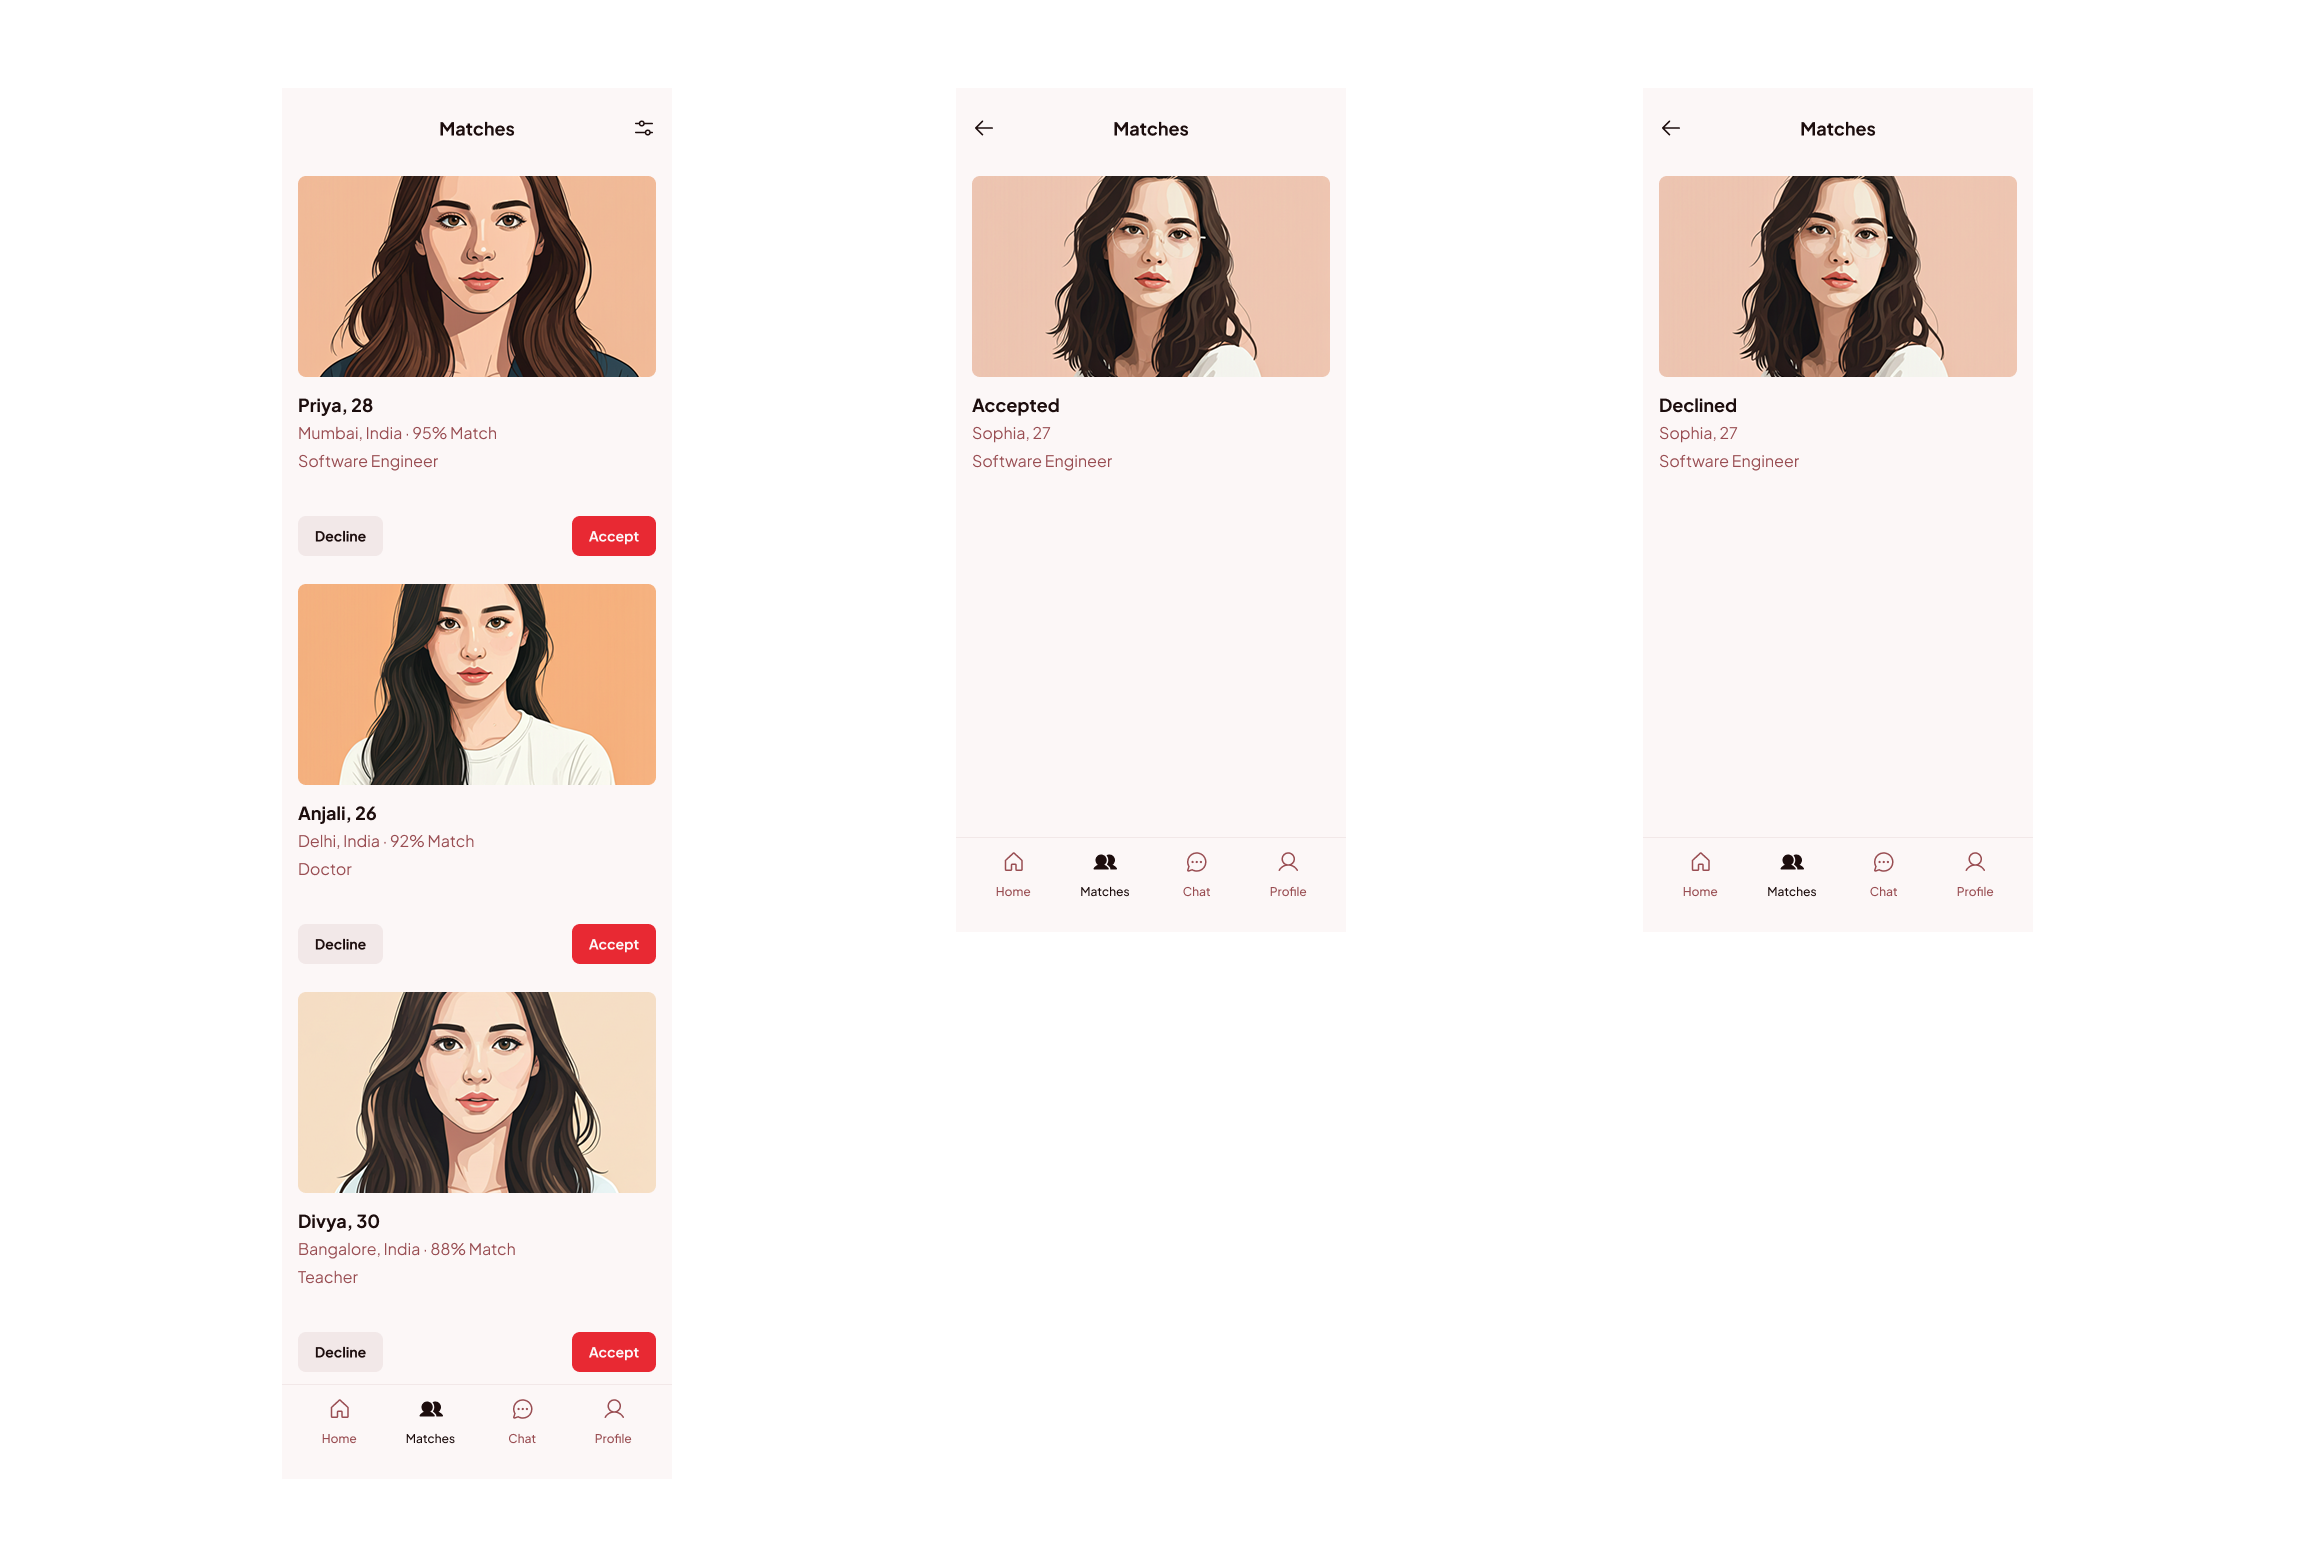 Matches
Priya, 28
Mumbai, India · 95% Match
Software Engineer
Decline
Accept
Anjali, 26
Delhi, India · 92% Match
Doctor
Decline
Accept
Divya, 30
Bangalore, India · 88% Match
Teacher
Decline
Accept
Home
Matches
Chat
Profile
Matches
Accepted
Sophia, 27
Software Engineer
Home
Matches
Chat
Profile
Matches
Declined
Sophia, 27
Software Engineer
Home
Matches
Chat
Profile